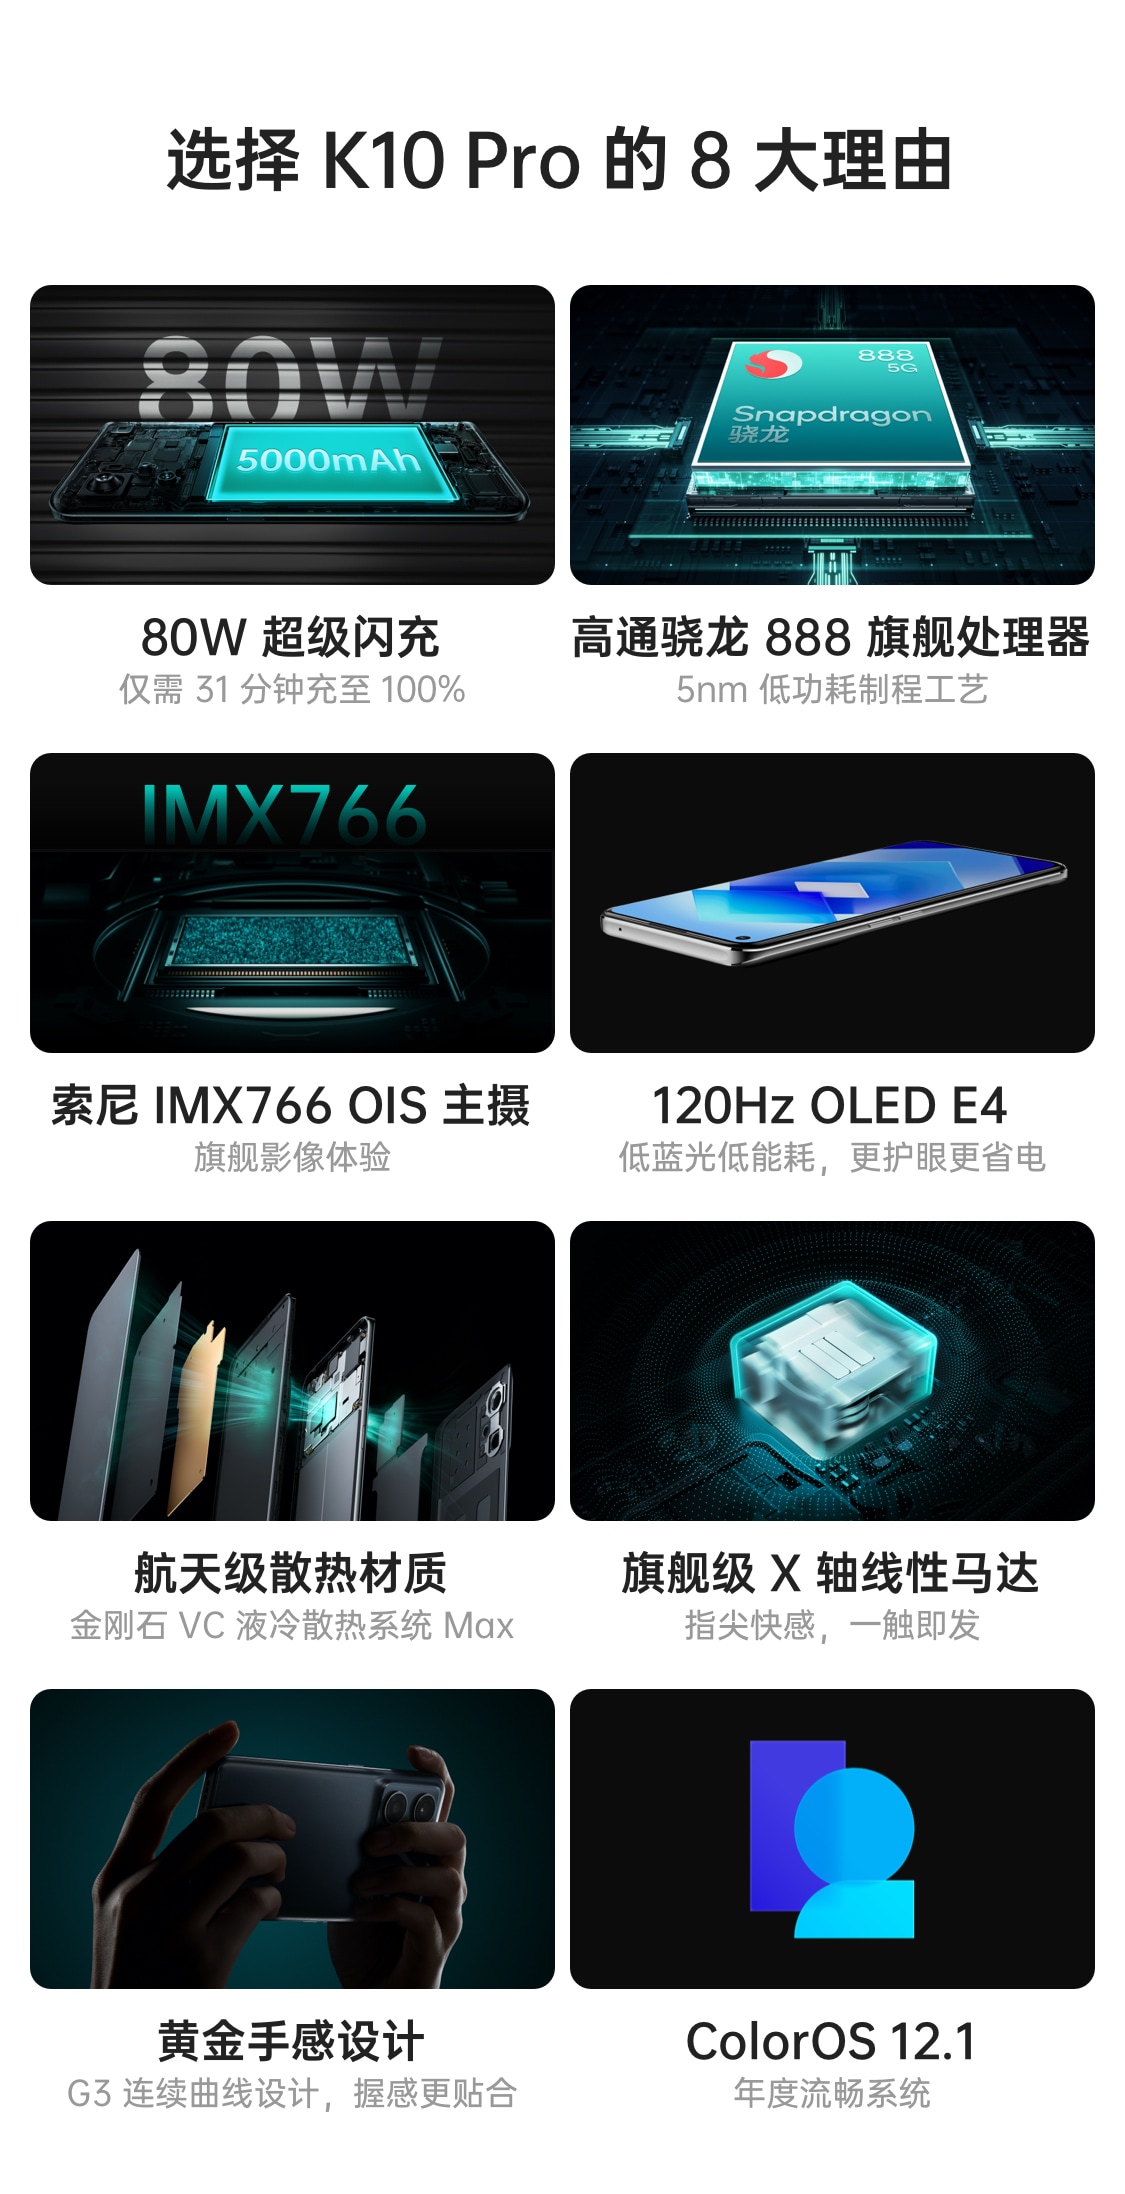 选择 K10 Pro 的 8 大理由
80W
5000mAh
888
5G
Snapdragon
骁龙
80W 超级闪充
仅需 31 分钟充至 100%
高通骁龙 888 旗舰处理器
5nm 低功耗制程工艺
IMX766
索尼 IMX766 OIS 主摄
旗舰影像体验
120Hz OLED E4
低蓝光低能耗，更护眼更省电
航天级散热材质
金刚石 VC 液冷散热系统 Max
旗舰级 X 轴线性马达
指尖快感，一触即发
黄金手感设计
G3 连续曲线设计，握感更贴合
ColorOS 12.1
年度流畅系统